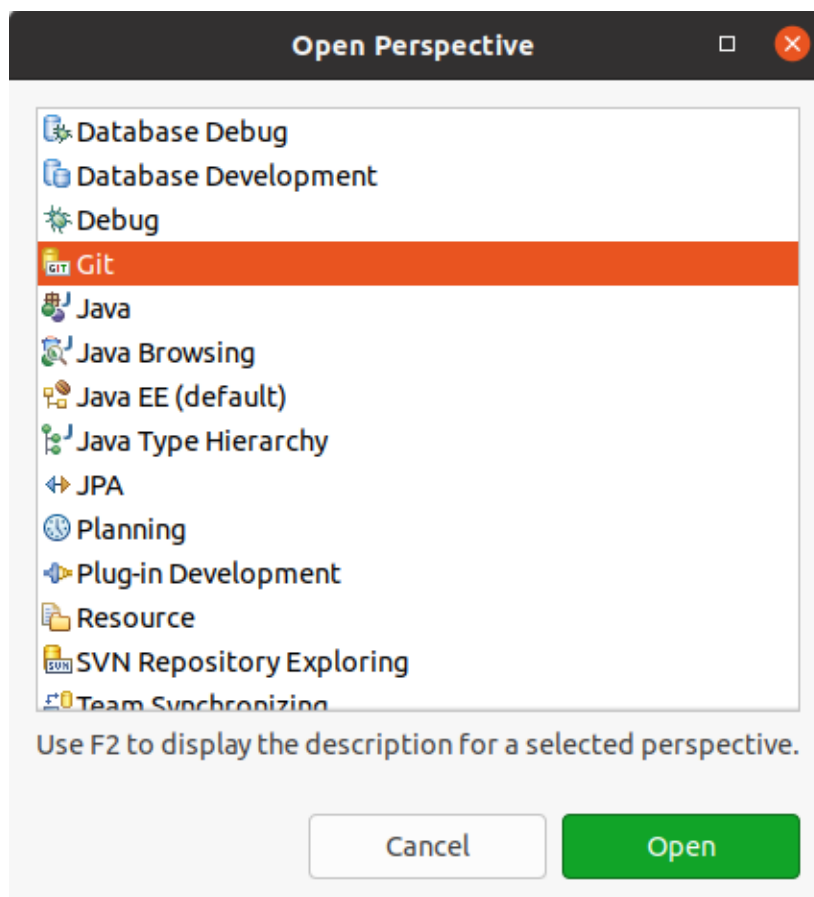 Open Perspective
Database Debug
Database Development
Debug
GIT Git
Java
Java Browsing
Java EE (default)
Java Type Hierarchy
JPA
Planning
Plug-in Development
Resource
SVN SVN Repository Exploring
Team Synchronizing
Use F2 to display the description for a selected perspective.
Cancel Open